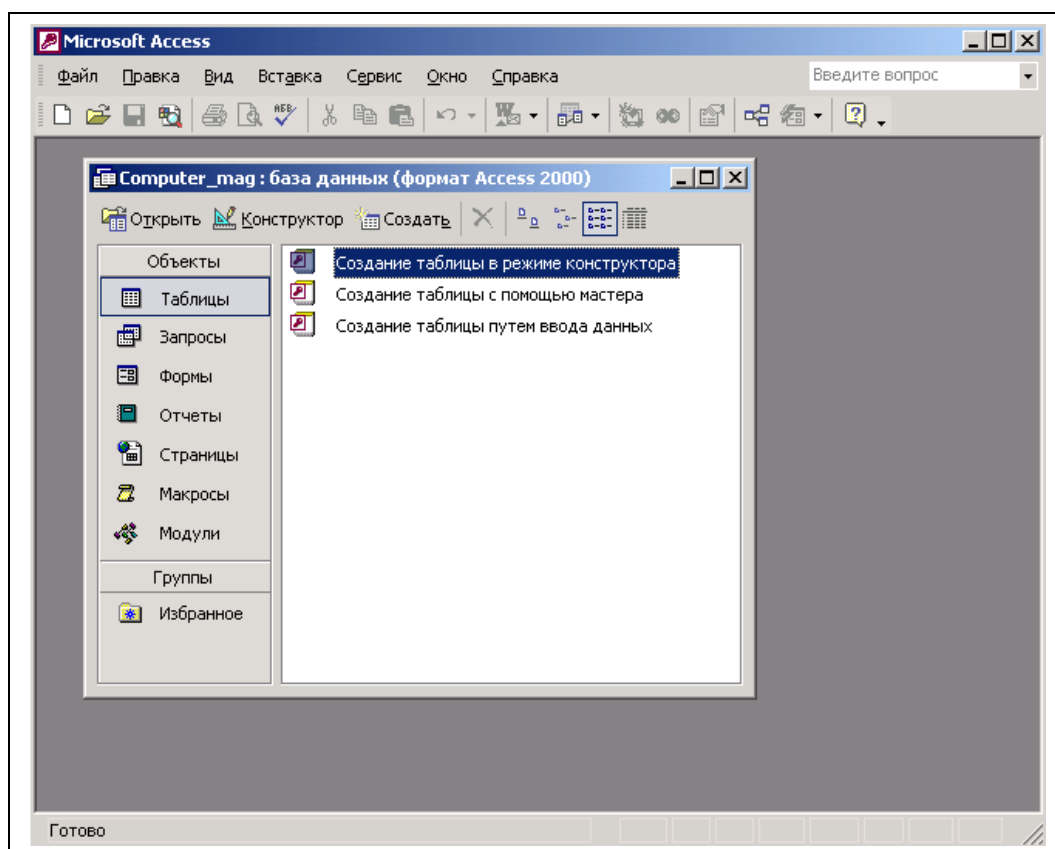 Microsoft Access
Файл Правка Вид Вставка Сервис Окно Справка Введите вопрос
Computer_mag : база данных (формат Access 2000)
Открыть Конструктор Создать
Объекты
Таблицы
Запросы
Формы
Отчеты
Страницы
Макросы
Модули
Группы
Избранное
Создание таблицы в режиме конструктора
Создание таблицы с помощью мастера
Создание таблицы путем ввода данных
Готово